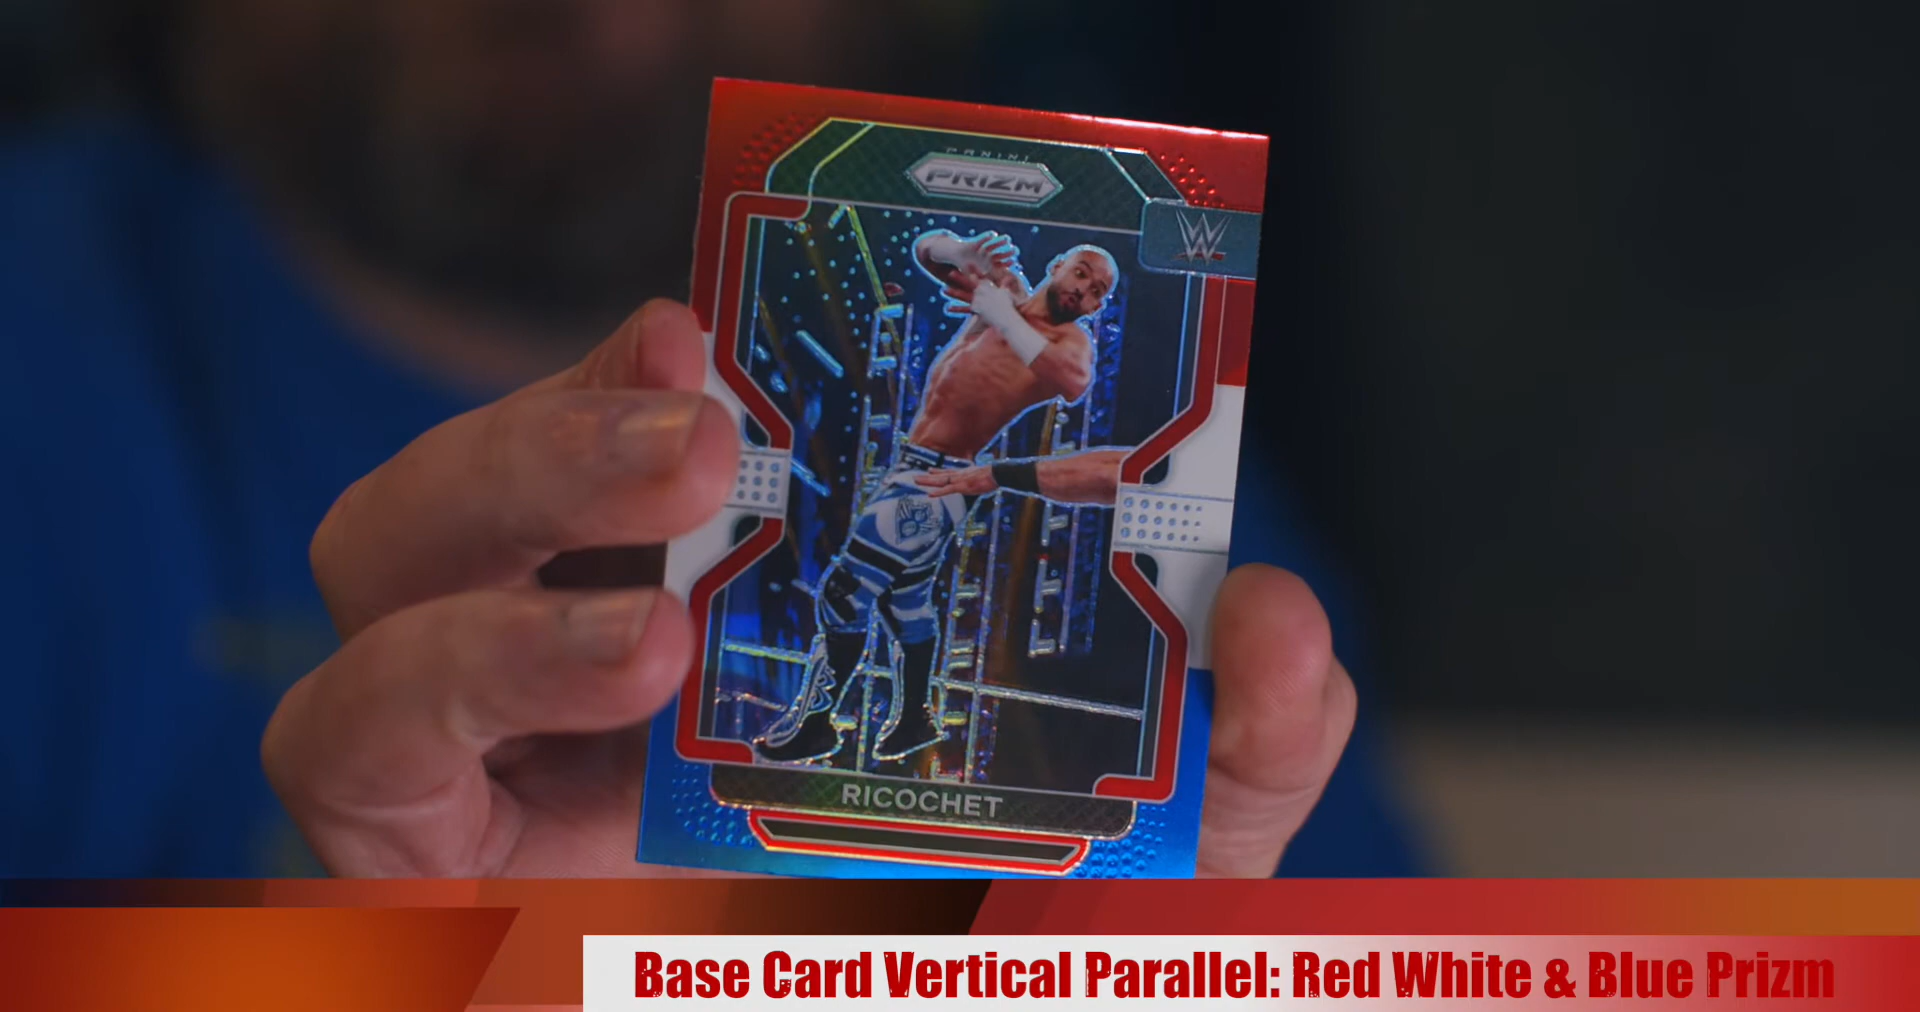 PANINI
PRIZM
W
RICOCHET
Base Card Vertical Parallel: Red White & Blue Prizm